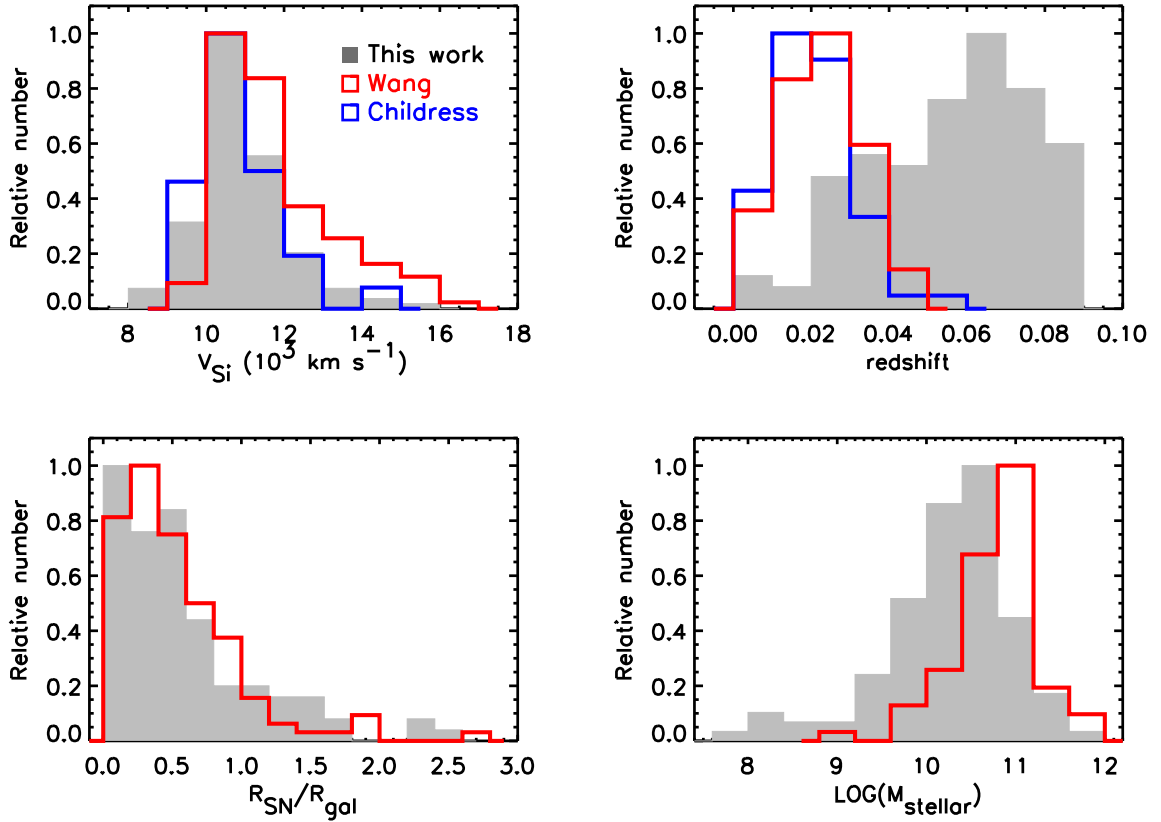 Relative number
1.0
0.8
0.6
0.4
0.2
0.0
This work
Wang
Childress
8 10 12 14 16 18
V_Si (10^3 km s^−1)
Relative number
1.0
0.8
0.6
0.4
0.2
0.0
0.00 0.02 0.04 0.06 0.08 0.10
redshift
Relative number
1.0
0.8
0.6
0.4
0.2
0.0
0.0 0.5 1.0 1.5 2.0 2.5 3.0
R_SN/R_gal
Relative number
1.0
0.8
0.6
0.4
0.2
0.0
8 9 10 11 12
LOG(M_stellar)